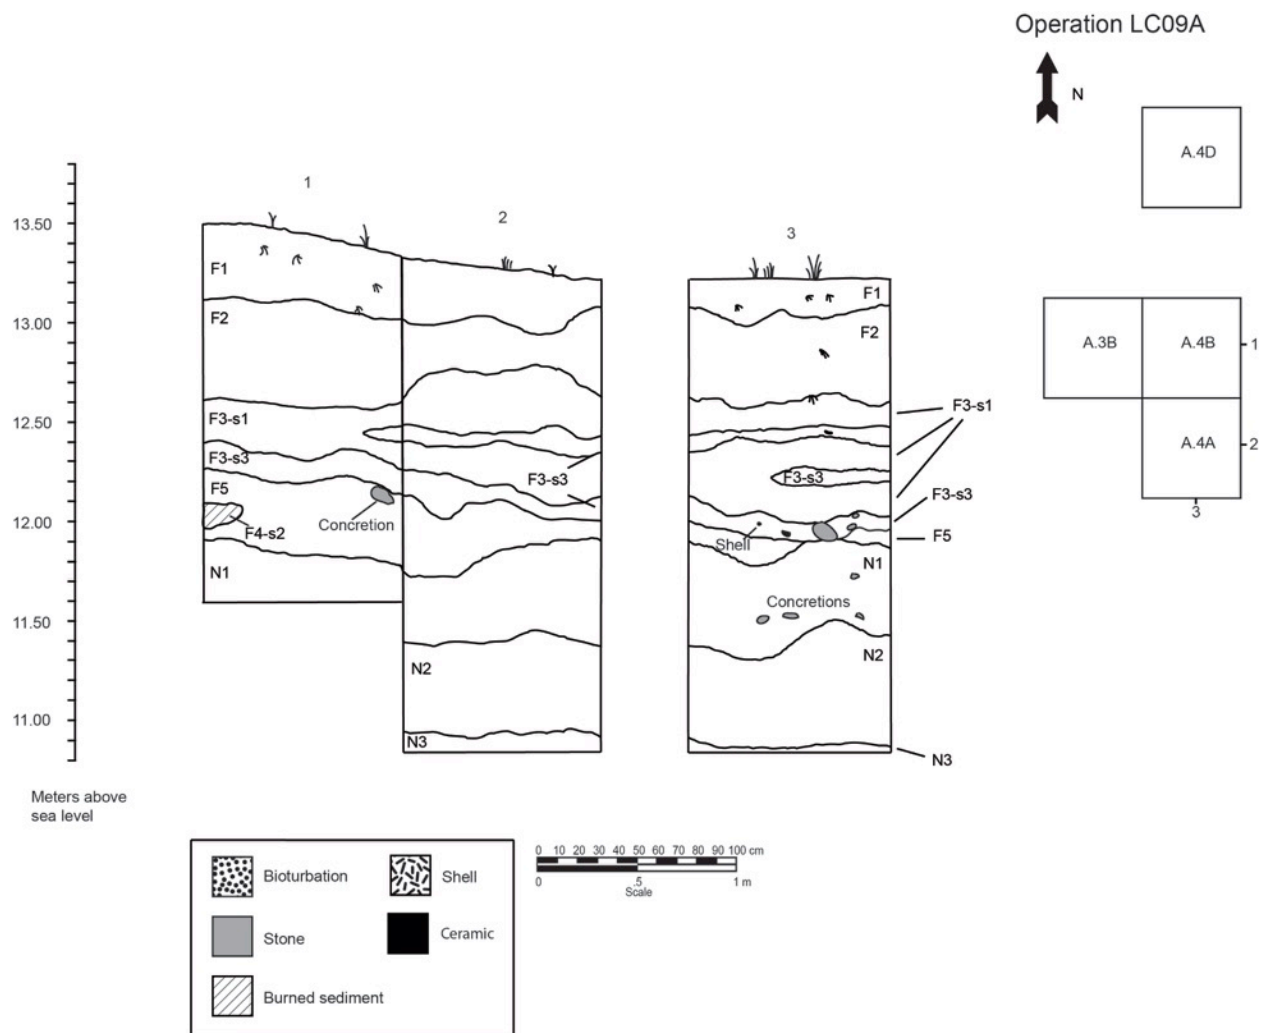 Operation LC09A
N
A.4D
A.3B
A.4B
1
A.4A
2
3
13.50
13.00
12.50
12.00
11.50
11.00
Meters above
sea level
1
F1
F2
F3-s1
F3-s3
F5
F4-s2
Concretion
N1
2
F3-s3
N2
N3
3
F1
F2
F3-s1
F3-s3
F3-s3
Shell
F5
N1
Concretions
N2
N3
Bioturbation
Shell
Stone
Ceramic
Burned sediment
0 10 20 30 40 50 60 70 80 90 100 cm
0 .5 1 m
Scale